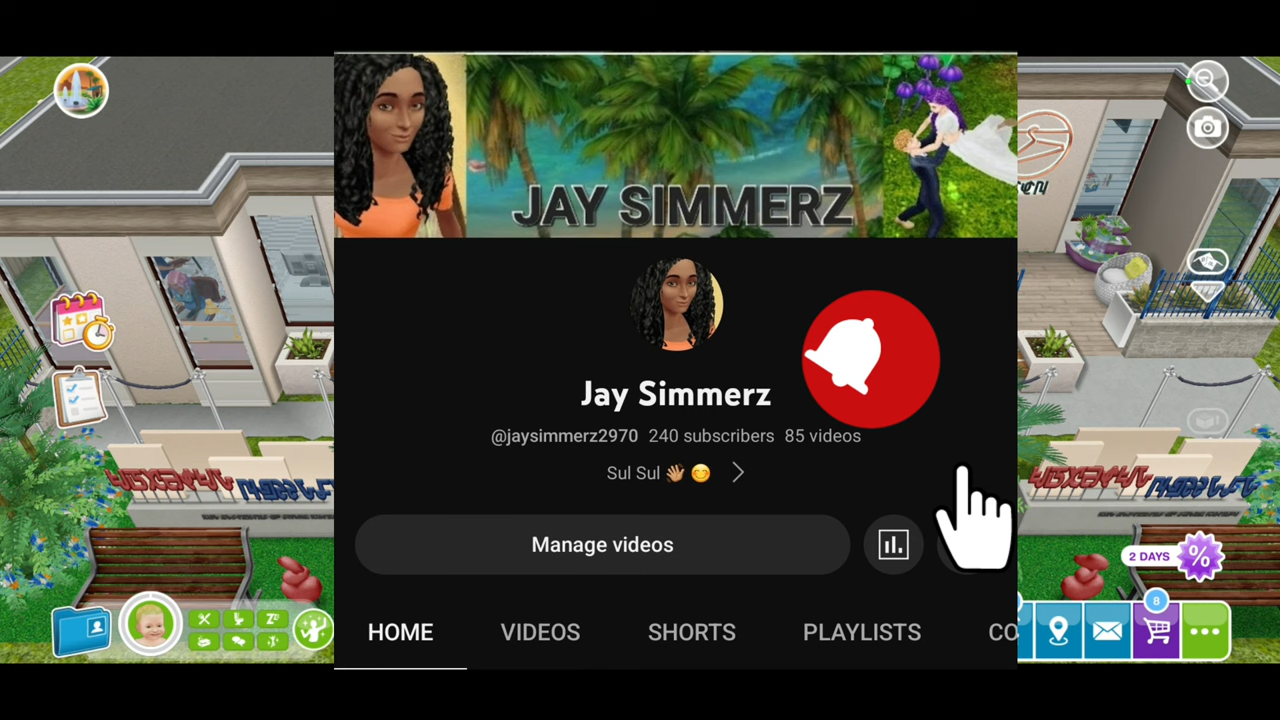 JAY SIMMERZ
Jay Simmerz
@jaysimmerz2970 240 subscribers 85 videos
Sul Sul 👋🏾 😊
Manage videos
2 DAYS
%
8
HOME VIDEOS SHORTS PLAYLISTS CO